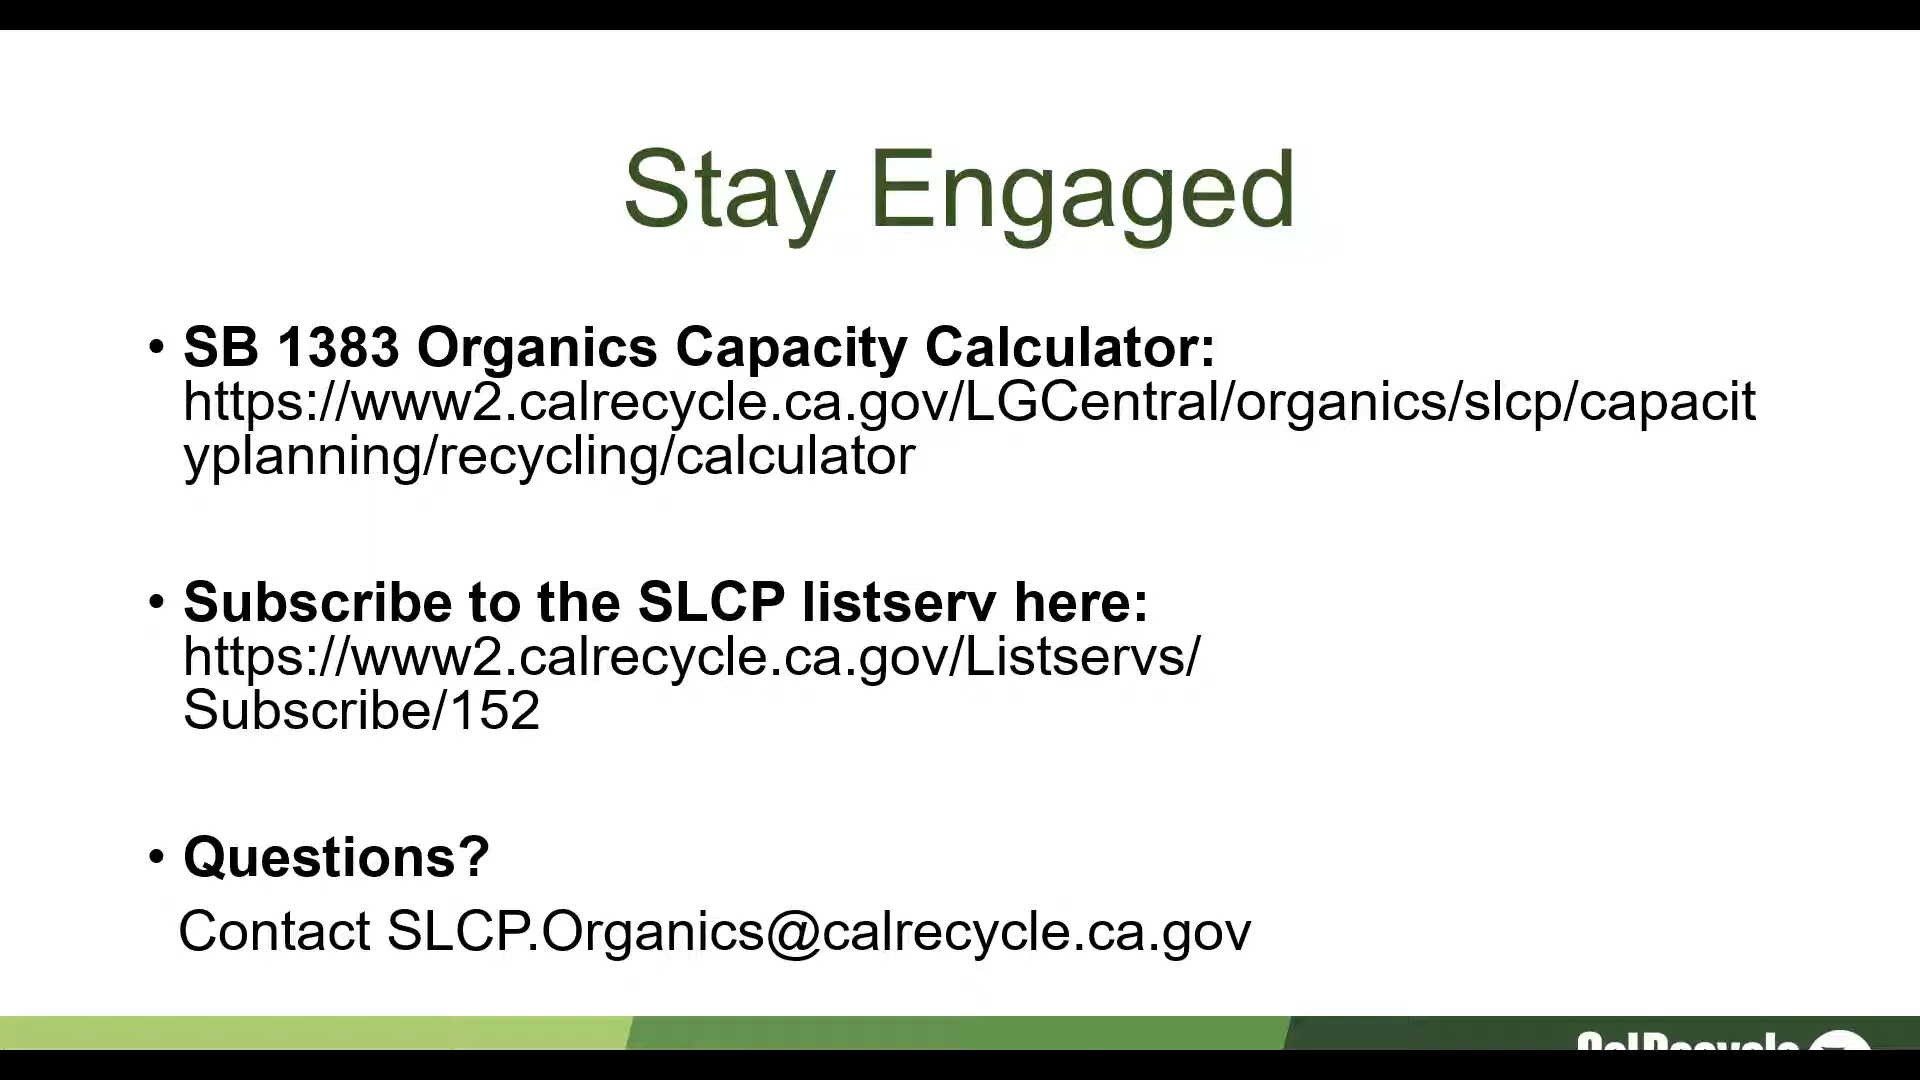 Stay Engaged
• SB 1383 Organics Capacity Calculator:
https://www2.calrecycle.ca.gov/LGCentral/organics/slcp/capacit
yplanning/recycling/calculator
• Subscribe to the SLCP listserv here:
https://www2.calrecycle.ca.gov/Listservs/
Subscribe/152
• Questions?
Contact SLCP.Organics@calrecycle.ca.gov
CalRecycle